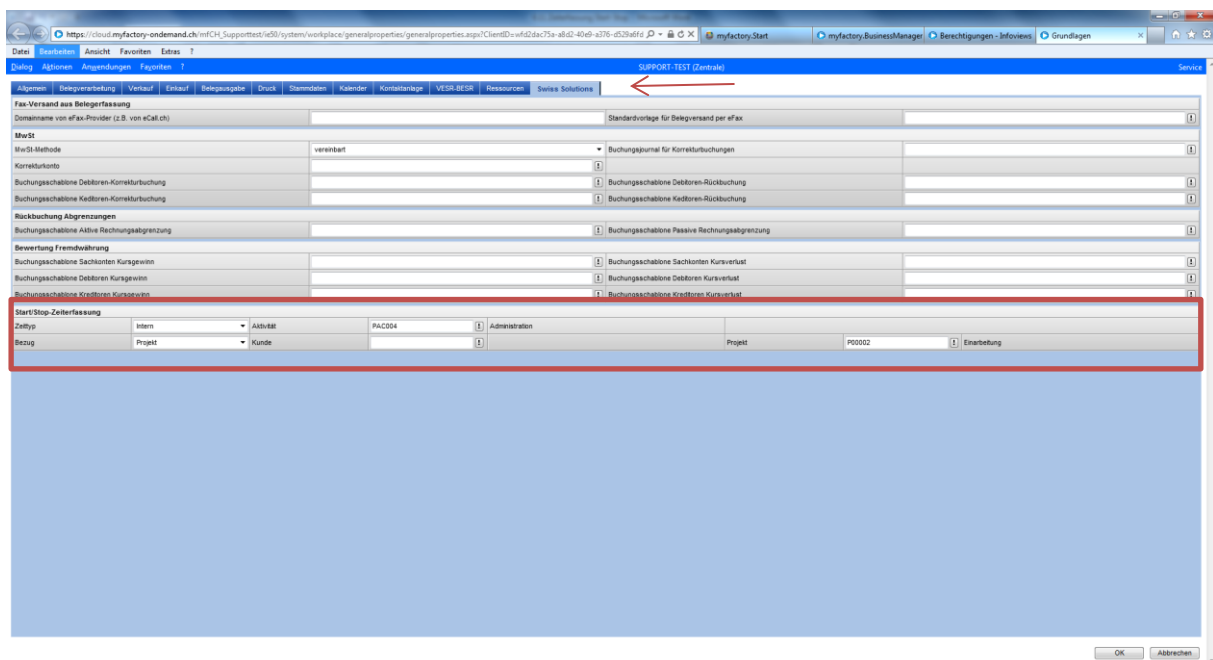 https://cloud.myfactory-ondemand.ch/mfCH_Supporttest/ie50/system/workplace/generalproperties/generalproperties.aspx?ClientID=wfd2dac75a-a8d2-40e9-a376-d529a6fd myfactory.Start myfactory.BusinessManager Berechtigungen - Infoviews Grundlagen
Datei Bearbeiten Ansicht Favoriten Extras ?
Dialog Aktionen Anwendungen Favoriten ? SUPPORT-TEST (Zentrale) Service
Allgemein Belegverarbeitung Verkauf Einkauf Belegausgabe Druck Stammdaten Kalender Kontaktanlage VESR-BESR Ressourcen Swiss Solutions
Fax-Versand aus Belegerfassung
Domainname von eFax-Provider (z.B. von eCall.ch) Standardvorlage für Belegversand per eFax
MwSt
MwSt-Methode vereinbart Buchungsjournal für Korrekturbuchungen
Korrekturkonto
Buchungsschablone Debitoren-Korrekturbuchung Buchungsschablone Debitoren-Rückbuchung
Buchungsschablone Keditoren-Korrekturbuchung Buchungsschablone Keditoren-Rückbuchung
Rückbuchung Abgrenzungen
Buchungsschablone Aktive Rechnungsabgrenzung Buchungsschablone Passive Rechnungsabgrenzung
Bewertung Fremdwährung
Buchungsschablone Sachkonten Kursgewinn Buchungsschablone Sachkonten Kursverlust
Buchungsschablone Debitoren Kursgewinn Buchungsschablone Debitoren Kursverlust
Buchungsschablone Kreditoren Kursgewinn Buchungsschablone Kreditoren Kursverlust
Start/Stop-Zeiterfassung
Zeittyp Intern Aktivität PAC004 Administration
Bezug Projekt Kunde Projekt P00002 Einarbeitung
OK Abbrechen